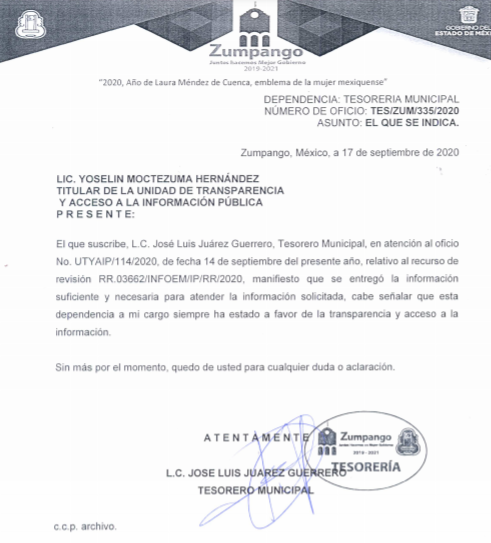 Zumpango
Juntos hacemos Mejor Gobierno
2019-2021
GOBIERNO DEL
ESTADO DE MÉXI
"2020, Año de Laura Méndez de Cuenca, emblema de la mujer mexiquense"
DEPENDENCIA: TESORERIA MUNICIPAL
NÚMERO DE OFICIO: TES/ZUM/335/2020
ASUNTO: EL QUE SE INDICA.
Zumpango, México, a 17 de septiembre de 2020
LIC. YOSELIN MOCTEZUMA HERNÁNDEZ
TITULAR DE LA UNIDAD DE TRANSPARENCIA
Y ACCESO A LA INFORMACIÓN PÚBLICA
P R E S E N T E:
El que suscribe, L.C. José Luis Juárez Guerrero, Tesorero Municipal, en atención al oficio
No. UTYAIP/114/2020, de fecha 14 de septiembre del presente año, relativo al recurso de
revisión RR.03662/INFOEM/IP/RR/2020, manifiesto que se entregó la información
suficiente y necesaria para atender la información solicitada, cabe señalar que esta
dependencia a mi cargo siempre ha estado a favor de la transparencia y acceso a la
información.
Sin más por el momento, quedo de usted para cualquier duda o aclaración.
A T E N T A M E N T E
Zumpango
Juntos hacemos Mejor Gobierno
2019 - 2021
TESORERÍA
L.C. JOSE LUIS JUAREZ GUERRERO
TESORERO MUNICIPAL
c.c.p. archivo.